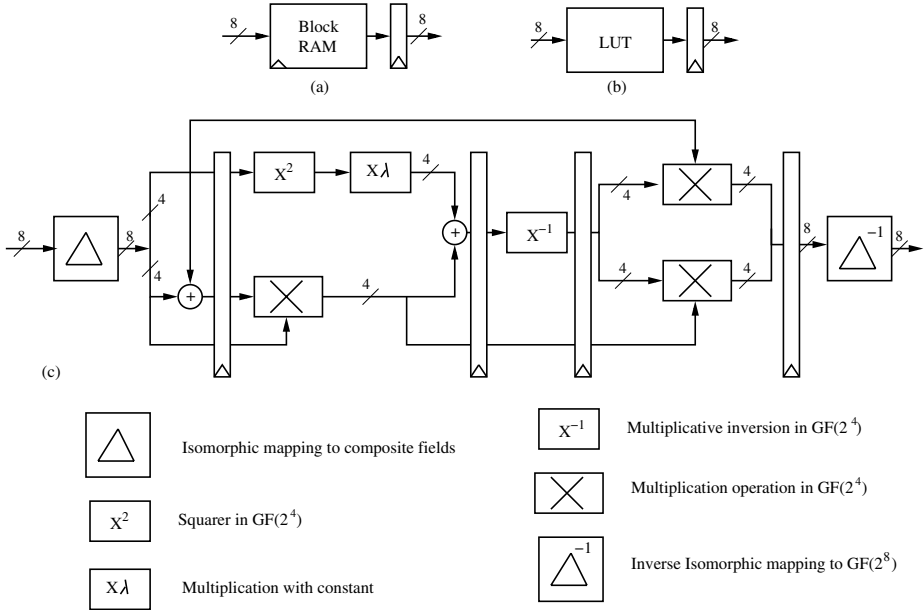 8
Block
RAM
8
(a)
8
LUT
8
(b)
8
8
4
4
X²
Xλ
4
+
+
4
X⁻¹
4
4
4
4
8
-1
8
(c)
Isomorphic mapping to composite fields
X²
Squarer in GF(2⁴)
Xλ
Multiplication with constant
X⁻¹
Multiplicative inversion in GF(2⁴)
Multiplication operation in GF(2⁴)
-1
Inverse Isomorphic mapping to GF(2⁸)